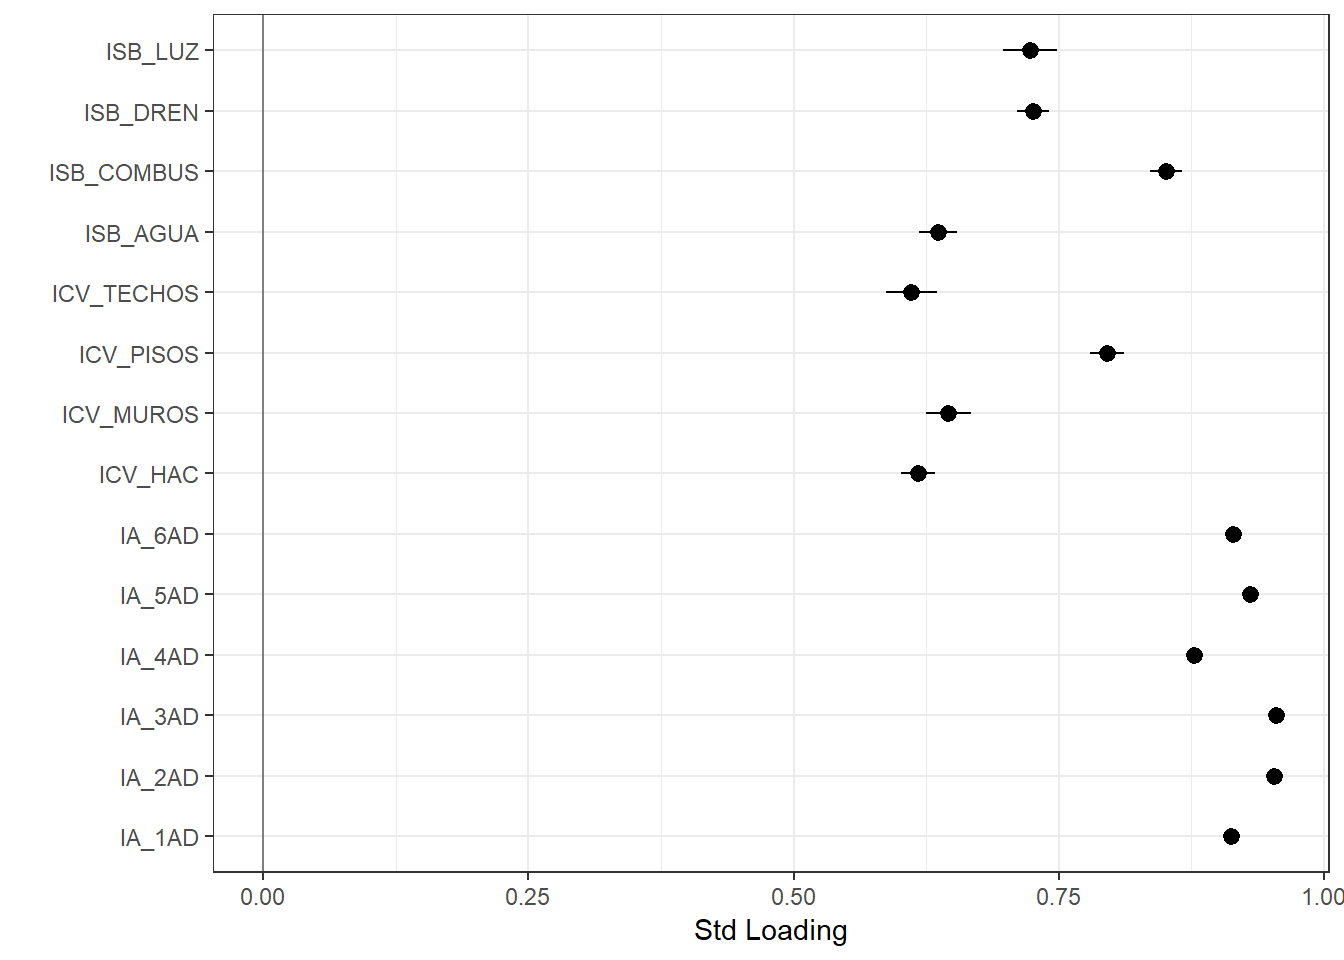 ISB_LUZ
ISB_DREN
ISB_COMBUS
ISB_AGUA
ICV_TECHOS
ICV_PISOS
ICV_MUROS
ICV_HAC
IA_6AD
IA_5AD
IA_4AD
IA_3AD
IA_2AD
IA_1AD
0.00 0.25 0.50 0.75 1.00
Std Loading